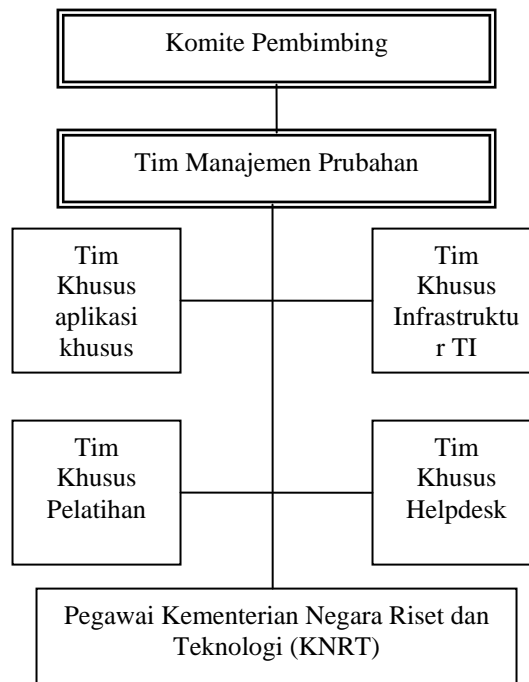 Komite Pembimbing
Tim Manajemen Prubahan
Tim
Khusus
aplikasi
khusus
Tim
Khusus
Infrastruktu
r TI
Tim
Khusus
Pelatihan
Tim
Khusus
Helpdesk
Pegawai Kementerian Negara Riset dan
Teknologi (KNRT)